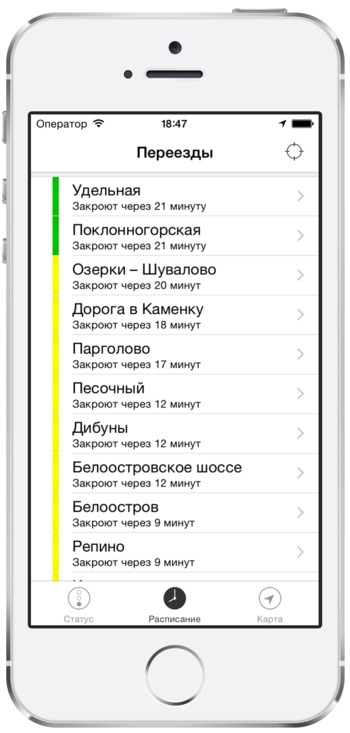 Оператор 18:47
Переезды
Удельная
Закроют через 21 минуту
Поклонногорская
Закроют через 21 минуту
Озерки – Шувалово
Закроют через 20 минут
Дорога в Каменку
Закроют через 18 минут
Парголово
Закроют через 17 минут
Песочный
Закроют через 12 минут
Дибуны
Закроют через 12 минут
Белоостровское шоссе
Закроют через 12 минут
Белоостров
Закроют через 9 минут
Репино
Закроют через 9 минут
Статус Расписание Карта